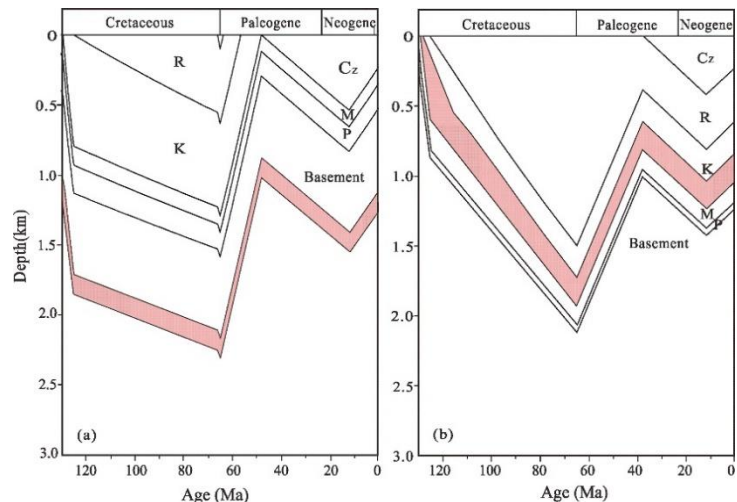 Cretaceous Paleogene Neogene Cretaceous Paleogene Neogene
0 0
R Cz Cz
0.5 M 0.5 R
K P K
1.0 Basement 1.0 M
P
Depth(km) 1.5 1.5 Basement
2.0 2.0
2.5 2.5
(a) (b)
3.0 3.0
120 100 80 60 40 20 0 120 100 80 60 40 20 0
Age (Ma) Age (Ma)